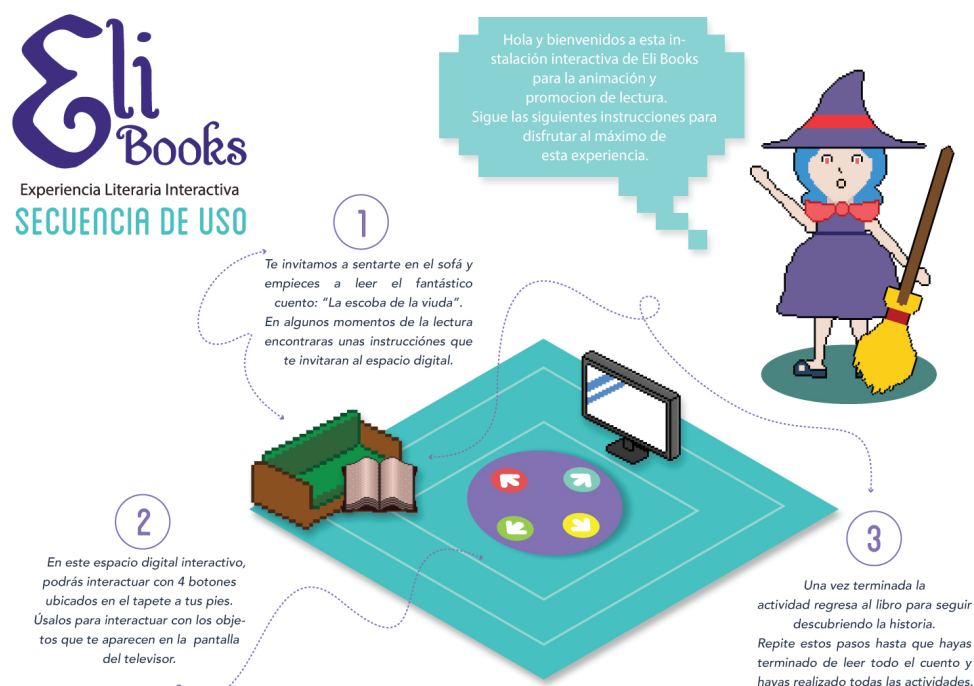 Eli
Books
Experiencia Literaria Interactiva
SECUENCIA DE USO
Hola y bienvenidos a esta in-
stalación interactiva de Eli Books
para la animación y
promocion de lectura.
Sigue las siguientes instrucciones para
disfrutar al máximo de
esta experiencia.
1
Te invitamos a sentarte en el sofá y
empieces a leer el fantástico
cuento: "La escoba de la viuda".
En algunos momentos de la lectura
encontraras unas instrucciónes que
te invitaran al espacio digital.
2
En este espacio digital interactivo,
podrás interactuar con 4 botones
ubicados en el tapete a tus pies.
Úsalos para interactuar con los obje-
tos que te aparecen en la pantalla
del televisor.
3
Una vez terminada la
actividad regresa al libro para seguir
descubriendo la historia.
Repite estos pasos hasta que hayas
terminado de leer todo el cuento y
hayas realizado todas las actividades.